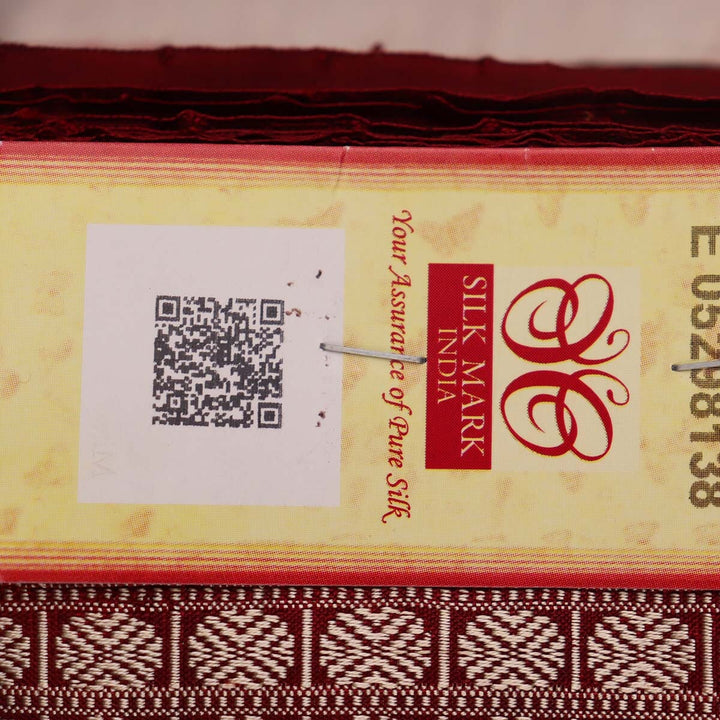 E 05298138
SILK MARK
INDIA
Your Assurance of Pure Silk